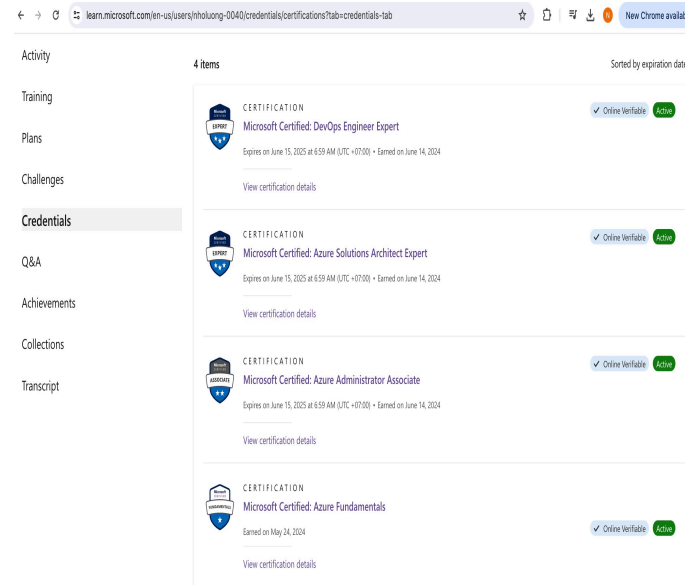 learn.microsoft.com/en-us/users/nholuong-0040/credentials/certifications?tab=credentials-tab
N
New Chrome availab
Activity
Training
Plans
Challenges
Credentials
Q&A
Achievements
Collections
Transcript
4 items
Sorted by expiration date
EXPERT
CERTIFICATION
Microsoft Certified: DevOps Engineer Expert
Expires on June 15, 2025 at 6:59 AM (UTC +07:00) • Earned on June 14, 2024
View certification details
✓ Online Verifiable
Active
EXPERT
CERTIFICATION
Microsoft Certified: Azure Solutions Architect Expert
Expires on June 15, 2025 at 6:59 AM (UTC +07:00) • Earned on June 14, 2024
View certification details
✓ Online Verifiable
Active
ASSOCIATE
CERTIFICATION
Microsoft Certified: Azure Administrator Associate
Expires on June 15, 2025 at 6:59 AM (UTC +07:00) • Earned on June 14, 2024
View certification details
✓ Online Verifiable
Active
FUNDAMENTALS
CERTIFICATION
Microsoft Certified: Azure Fundamentals
Earned on May 24, 2024
View certification details
✓ Online Verifiable
Active